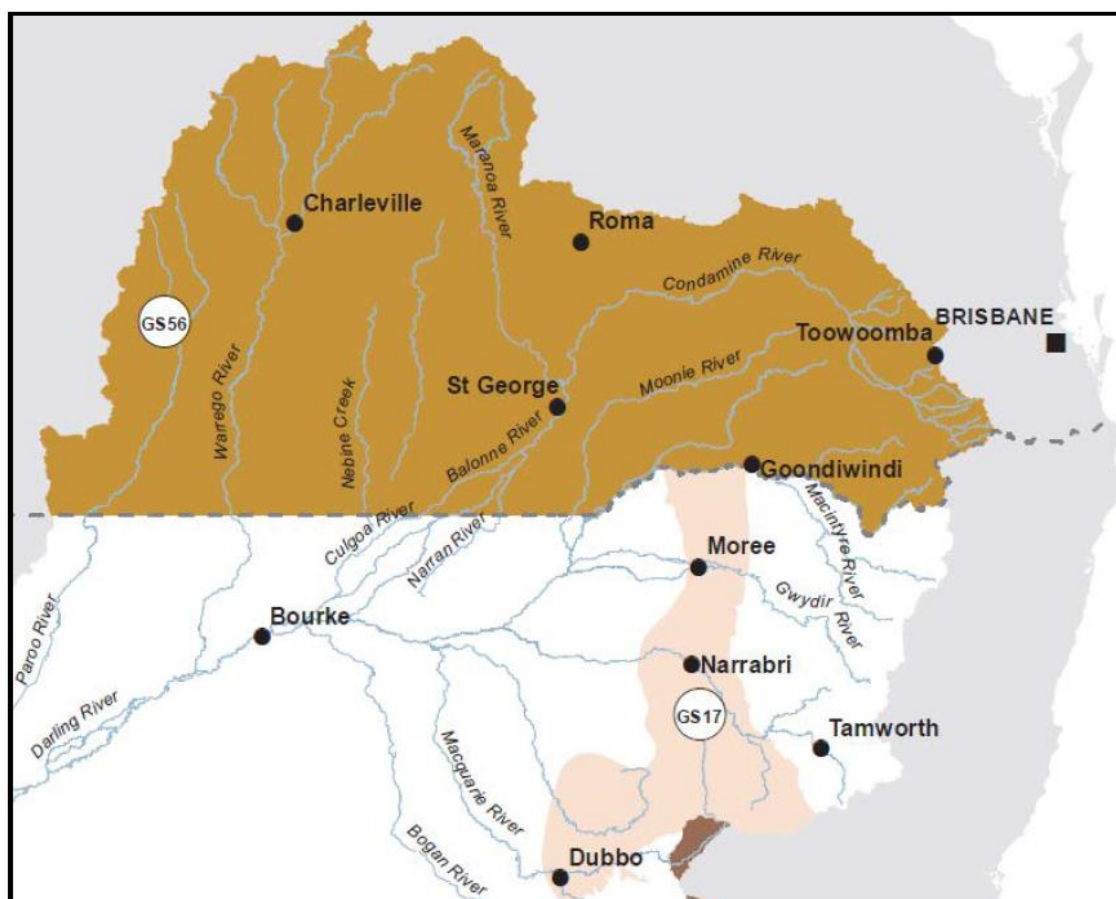 Charleville
Maranoa River
Roma
Condamine River
GS56
BRISBANE
Toowoomba
Warrego River
Moonie River
St George
Nebine Creek
Balonne River
Goondiwindi
Culgoa River
Narran River
Macintyre River
Moree
Gwydir River
Paroo River
Bourke
Narrabri
GS17
Darling River
Tamworth
Macquarie River
Bogan River
Dubbo